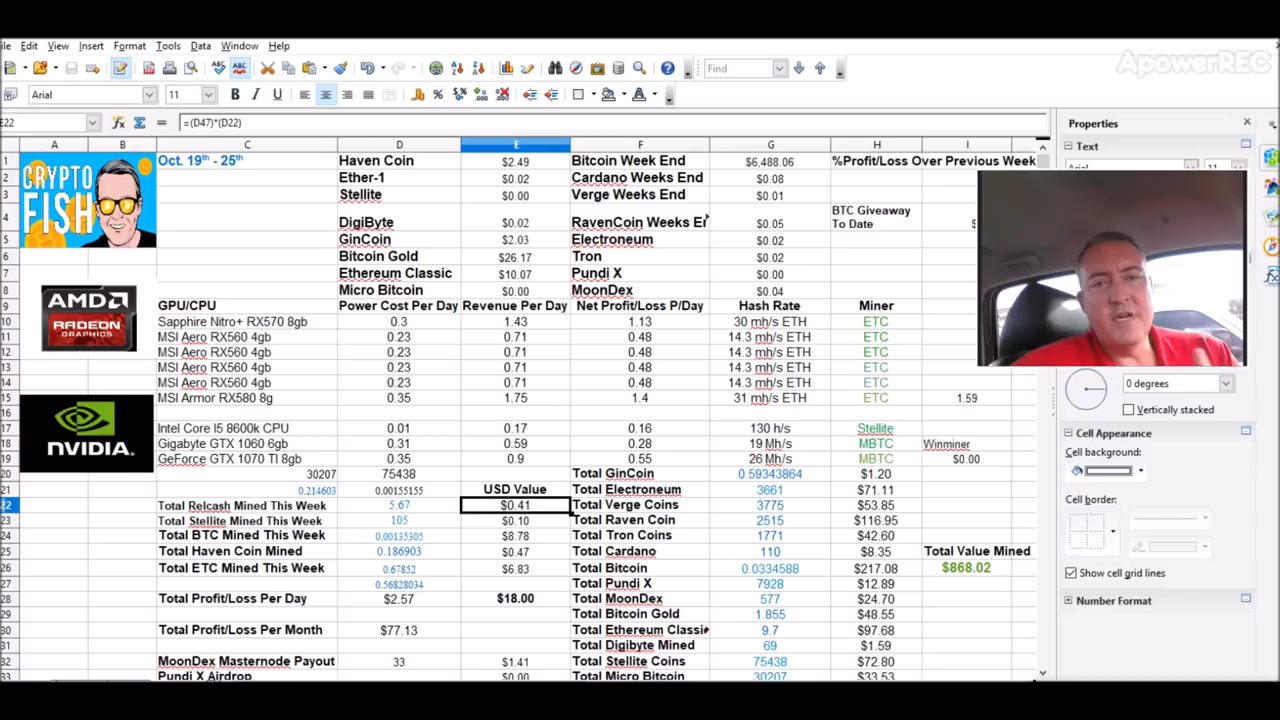 ApowerREC
Edit View Insert Format Tools Data Window Help
Find
Arial 11 B I U A
E22 =(D47)*(D22)
Properties
A B C D E F G H I
Text
CRYPTO FISH
1 Oct. 19th - 25th Haven Coin $2.49 Bitcoin Week End $6,488.06 %Profit/Loss Over Previous Week
2 Ether-1 $0.02 Cardano Weeks End $0.08
3 Stellite $0.00 Verge Weeks End $0.01
4 DigiByte $0.02 RavenCoin Weeks $0.05 BTC Giveaway To Date $
5 GinCoin $2.03 Electroneum $0.02
6 Bitcoin Gold $26.17 Tron $0.02
7 Ethereum Classic $10.07 Pundi X $0.00
8 Micro Bitcoin $0.00 MoonDex $0.04
AMD RADEON GRAPHICS
9 GPU/CPU Power Cost Per Day Revenue Per Day Net Profit/Loss P/Day Hash Rate Miner
10 Sapphire Nitro+ RX570 8gb 0.3 1.43 1.13 30 mh/s ETH ETC
11 MSI Aero RX560 4gb 0.23 0.71 0.48 14.3 mh/s ETH ETC
12 MSI Aero RX560 4gb 0.23 0.71 0.48 14.3 mh/s ETH ETC
13 MSI Aero RX560 4gb 0.23 0.71 0.48 14.3 mh/s ETH ETC
14 MSI Aero RX560 4gb 0.23 0.71 0.48 14.3 mh/s ETH ETC
15 MSI Armor RX580 8g 0.35 1.75 1.4 31 mh/s ETH ETC 1.59
16
NVIDIA.
17 Intel Core I5 8600k CPU 0.01 0.17 0.16 130 h/s Stellite
18 Gigabyte GTX 1060 6gb 0.31 0.59 0.28 19 Mh/s MBTC Winminer
19 GeForce GTX 1070 TI 8gb 0.35 0.9 0.55 26 Mh/s MBTC $0.00
20 30207 75438 Total GinCoin 0.59343864 $1.20
21 0.214603 0.00155155 USD Value Total Electroneum 3661 $71.11
22 Total Relcash Mined This Week 5.67 $0.41 Total Verge Coins 3775 $53.85
23 Total Stellite Mined This Week 105 $0.10 Total Raven Coin 2515 $116.95
24 Total BTC Mined This Week 0.00135305 $8.78 Total Tron Coins 1771 $42.60
25 Total Haven Coin Mined 0.186903 $0.47 Total Cardano 110 $8.35 Total Value Mined
26 Total ETC Mined This Week 0.67852 $6.83 Total Bitcoin 0.0334588 $217.08 $868.02
27 0.56828034 Total Pundi X 7928 $12.89
28 Total Profit/Loss Per Day $2.57 $18.00 Total MoonDex 577 $24.70
29 Total Bitcoin Gold 1.855 $48.55
30 Total Profit/Loss Per Month $77.13 Total Ethereum Classi 9.7 $97.68
31 Total Digibyte Mined 69 $1.59
32 MoonDex Masternode Payout 33 $1.41 Total Stellite Coins 75438 $72.80
33 Pundi X Airdrop $0.00 Total Micro Bitcoin 30207 $33.53
0 degrees
Vertically stacked
Cell Appearance
Cell background:
Cell border:
Show cell grid lines
Number Format